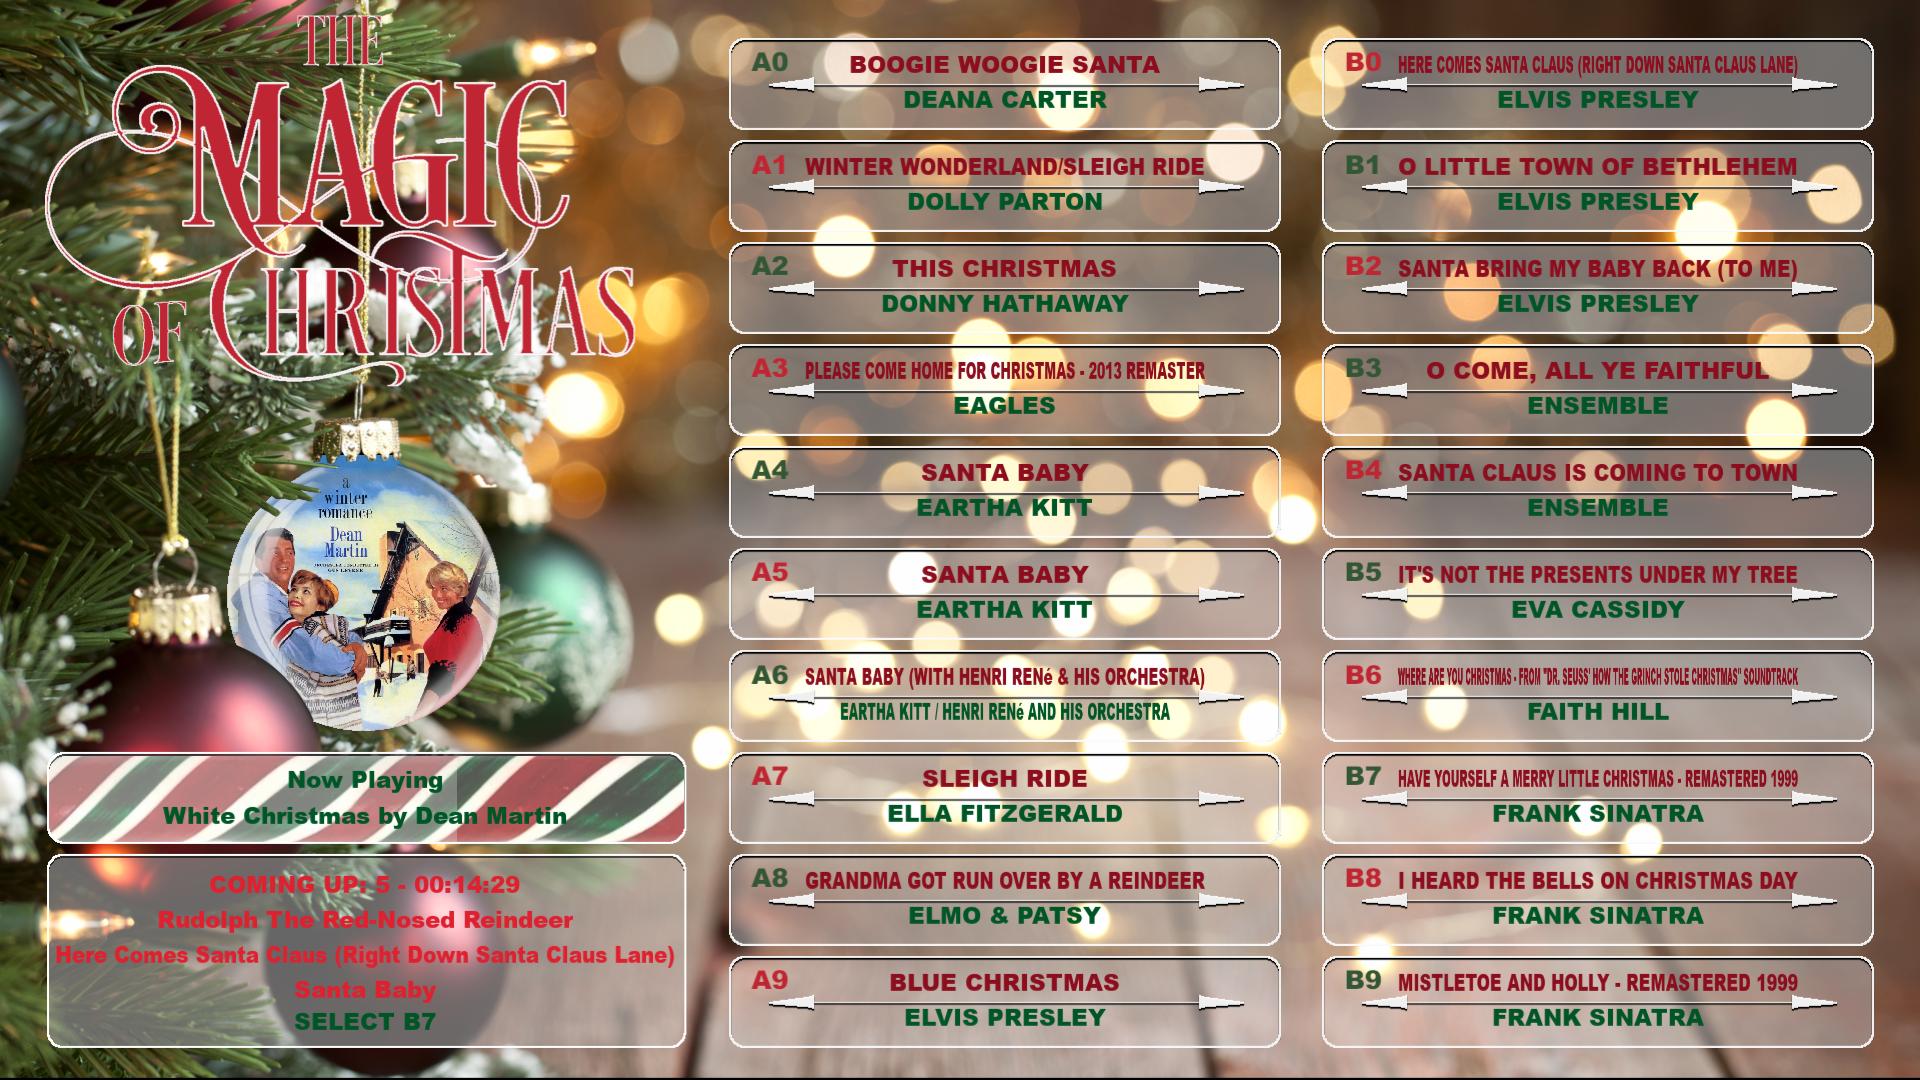 THE
MAGIC
OF CHRISTMAS
a
winter
romance
Dean
Martin
Now Playing
White Christmas by Dean Martin
COMING UP: 5 - 00:14:29
Rudolph The Red-Nosed Reindeer
Here Comes Santa Claus (Right Down Santa Claus Lane)
Santa Baby
SELECT B7
A0 BOOGIE WOOGIE SANTA
DEANA CARTER
A1 WINTER WONDERLAND/SLEIGH RIDE
DOLLY PARTON
A2 THIS CHRISTMAS
DONNY HATHAWAY
A3 PLEASE COME HOME FOR CHRISTMAS - 2013 REMASTER
EAGLES
A4 SANTA BABY
EARTHA KITT
A5 SANTA BABY
EARTHA KITT
A6 SANTA BABY (WITH HENRI RENé & HIS ORCHESTRA)
EARTHA KITT / HENRI RENé AND HIS ORCHESTRA
A7 SLEIGH RIDE
ELLA FITZGERALD
A8 GRANDMA GOT RUN OVER BY A REINDEER
ELMO & PATSY
A9 BLUE CHRISTMAS
ELVIS PRESLEY
B0 HERE COMES SANTA CLAUS (RIGHT DOWN SANTA CLAUS LANE)
ELVIS PRESLEY
B1 O LITTLE TOWN OF BETHLEHEM
ELVIS PRESLEY
B2 SANTA BRING MY BABY BACK (TO ME)
ELVIS PRESLEY
B3 O COME, ALL YE FAITHFUL
ENSEMBLE
B4 SANTA CLAUS IS COMING TO TOWN
ENSEMBLE
B5 IT'S NOT THE PRESENTS UNDER MY TREE
EVA CASSIDY
B6 WHERE ARE YOU CHRISTMAS - FROM "DR. SEUSS' HOW THE GRINCH STOLE CHRISTMAS" SOUNDTRACK
FAITH HILL
B7 HAVE YOURSELF A MERRY LITTLE CHRISTMAS - REMASTERED 1999
FRANK SINATRA
B8 I HEARD THE BELLS ON CHRISTMAS DAY
FRANK SINATRA
B9 MISTLETOE AND HOLLY - REMASTERED 1999
FRANK SINATRA